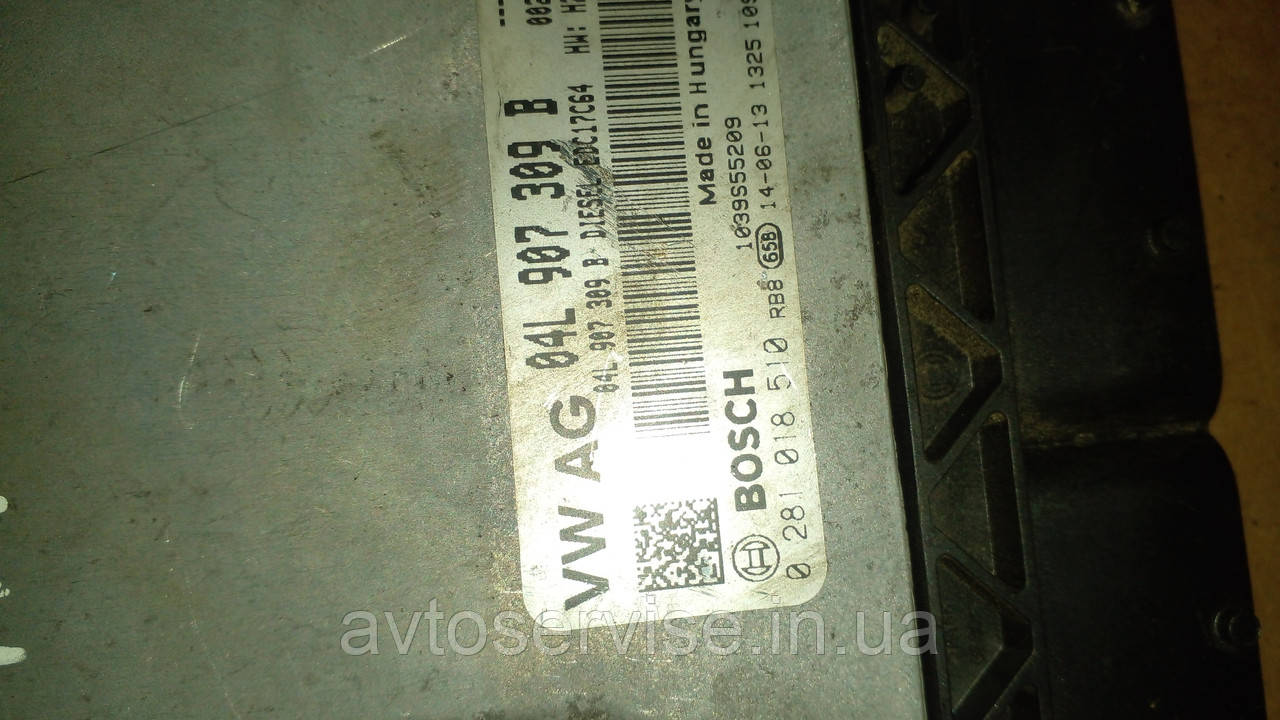 VW AG 04L 907 309 B
04L 907 309 B DIESEL EDC17C64 HW:
Made in Hungary
BOSCH 1039S55209
0 281 018 510 RB8 65B 14-06-13 1325
avtoservise.in.ua